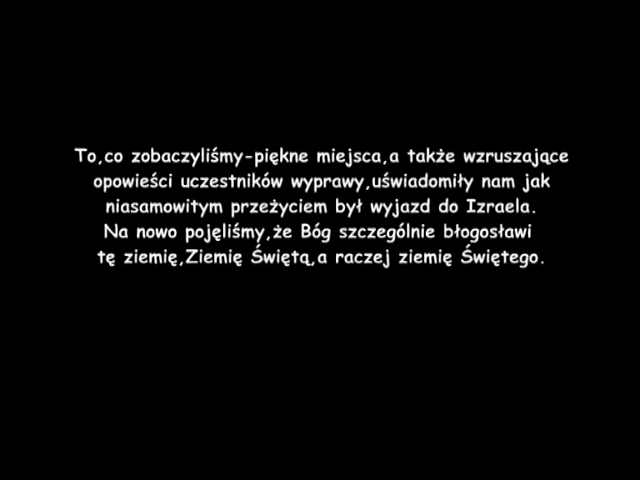 To,co zobaczyliśmy-piękne miejsca,a także wzruszające
opowieści uczestników wyprawy,uświadomiły nam jak
niasamowitym przeżyciem był wyjazd do Izraela.
Na nowo pojęliśmy,że Bóg szczególnie błogosławi
tę ziemię,Ziemię Świętą,a raczej ziemię Świętego.